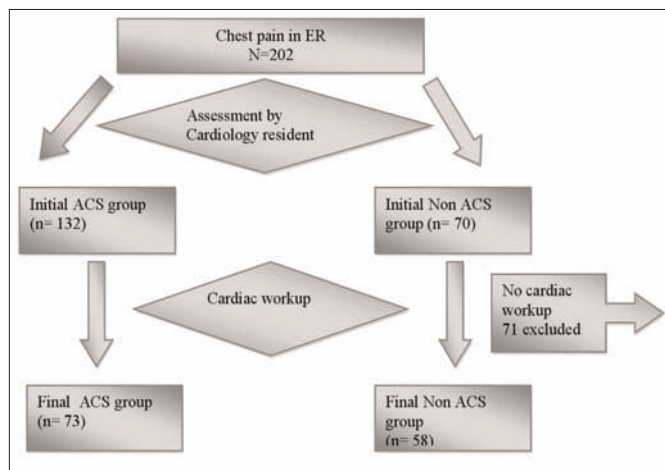 Chest pain in ER
N=202
Assessment by
Cardiology resident
Initial ACS group
(n= 132)
Initial Non ACS
group (n= 70)
Cardiac workup
No cardiac
workup
71 excluded
Final ACS group
(n= 73)
Final Non ACS
group
(n= 58)